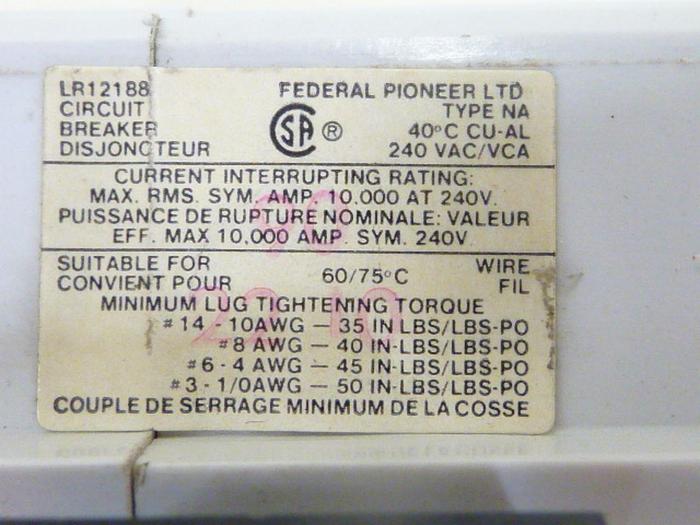 LR12188 FEDERAL PIONEER LTD
CIRCUIT SA ® TYPE NA
BREAKER 40°C CU-AL
DISJONCTEUR 240 VAC/VCA
CURRENT INTERRUPTING RATING:
MAX. RMS. SYM. AMP. 10.000 AT 240V.
PUISSANCE DE RUPTURE NOMINALE: VALEUR
EFF. MAX 10,000 AMP. SYM. 240V.
SUITABLE FOR 60/75°C WIRE
CONVIENT POUR FIL
MINIMUM LUG TIGHTENING TORQUE
#14 - 10AWG — 35 IN LBS/LBS-PO
#8 AWG — 40 IN-LBS/LBS-PO
#6-4 AWG — 45 IN-LBS/LBS-PO
#3 - 1/0AWG — 50 IN-LBS/LBS-PO
COUPLE DE SERRAGE MINIMUM DE LA COSSE